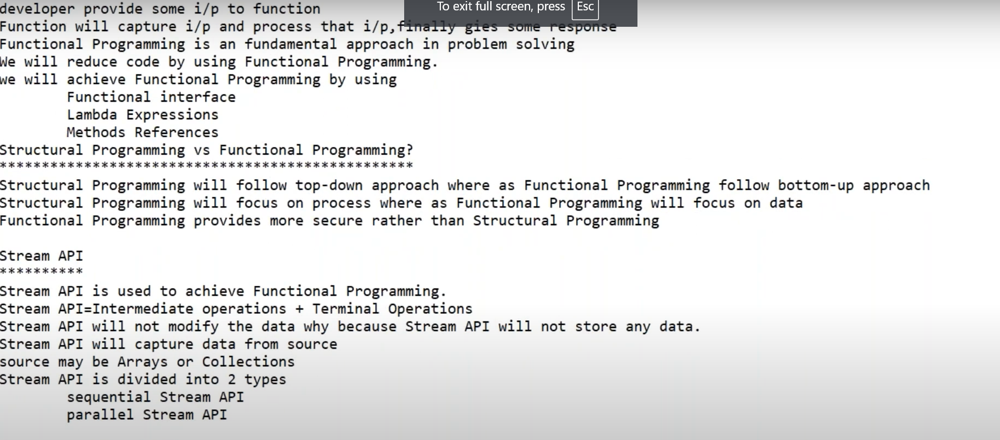 developer provide some i/p to function
To exit full screen, press Esc
Function will capture i/p and process that i/p,finally gies some response
Functional Programming is an fundamental approach in problem solving
We will reduce code by using Functional Programming.
we will achieve Functional Programming by using
Functional interface
Lambda Expressions
Methods References
Structural Programming vs Functional Programming?
*************************************************
Structural Programming will follow top-down approach where as Functional Programming follow bottom-up approach
Structural Programming will focus on process where as Functional Programming will focus on data
Functional Programming provides more secure rather than Structural Programming
Stream API
**********
Stream API is used to achieve Functional Programming.
Stream API=Intermediate operations + Terminal Operations
Stream API will not modify the data why because Stream API will not store any data.
Stream API will capture data from source
source may be Arrays or Collections
Stream API is divided into 2 types
sequential Stream API
parallel Stream API